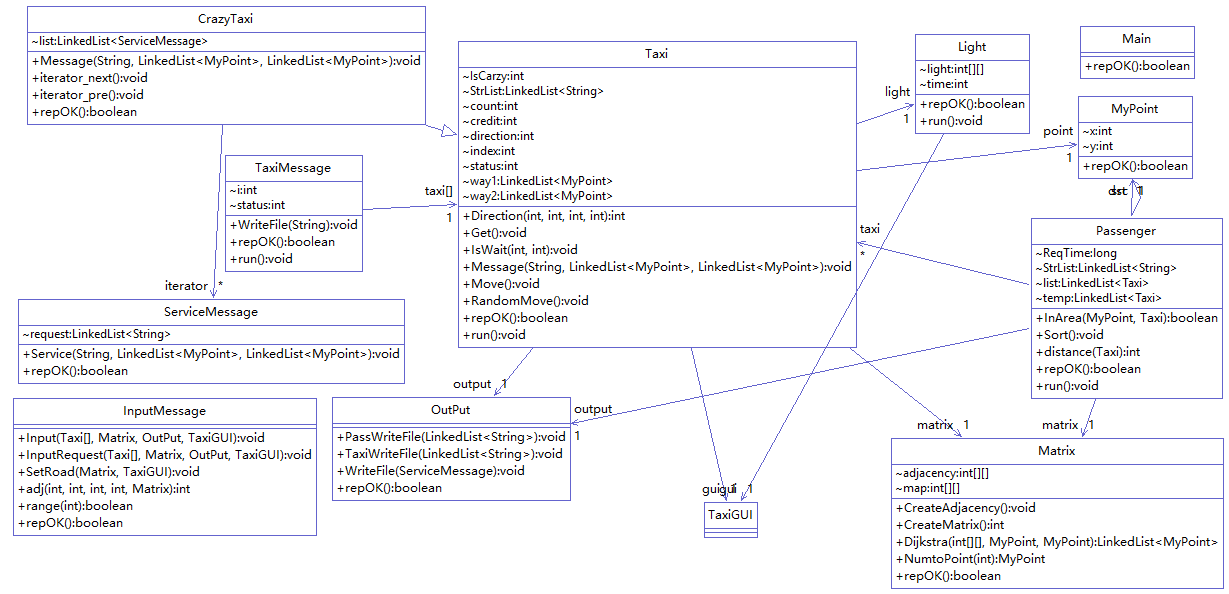 CrazyTaxi
~list:LinkedList<ServiceMessage>
+Message(String, LinkedList<MyPoint>, LinkedList<MyPoint>):void
+iterator_next():void
+iterator_pre():void
+repOK():boolean
Taxi
~IsCarzy:int
~StrList:LinkedList<String>
~count:int
~credit:int
~direction:int
~index:int
~status:int
~way1:LinkedList<MyPoint>
~way2:LinkedList<MyPoint>
+Direction(int, int, int, int):int
+Get():void
+IsWait(int, int):void
+Message(String, LinkedList<MyPoint>, LinkedList<MyPoint>):void
+Move():void
+RandomMove():void
+repOK():boolean
+run():void
Light
~light:int[][]
~time:int
+repOK():boolean
+run():void
Main
+repOK():boolean
MyPoint
~x:int
~y:int
+repOK():boolean
light
1
point
1
TaxiMessage
~i:int
~status:int
+WriteFile(String):void
+repOK():boolean
+run():void
taxi[]
1
taxi
*
dst
1
Passenger
~ReqTime:long
~StrList:LinkedList<String>
~list:LinkedList<Taxi>
~temp:LinkedList<Taxi>
+InArea(MyPoint, Taxi):boolean
+Sort():void
+distance(Taxi):int
+repOK():boolean
+run():void
iterator
*
ServiceMessage
~request:LinkedList<String>
+Service(String, LinkedList<MyPoint>, LinkedList<MyPoint>):void
+repOK():boolean
output
1
output
1
InputMessage
+Input(Taxi[], Matrix, OutPut, TaxiGUI):void
+InputRequest(Taxi[], Matrix, OutPut, TaxiGUI):void
+SetRoad(Matrix, TaxiGUI):void
+adj(int, int, int, int, Matrix):int
+range(int):boolean
+repOK():boolean
OutPut
+PassWriteFile(LinkedList<String>):void
+TaxiWriteFile(LinkedList<String>):void
+WriteFile(ServiceMessage):void
+repOK():boolean
gui
1
gui
1
TaxiGUI
matrix
1
matrix
1
Matrix
~adjacency:int[][]
~map:int[][]
+CreateAdjacency():void
+CreateMatrix():int
+Dijkstra(int[][], MyPoint, MyPoint):LinkedList<MyPoint>
+NumtoPoint(int):MyPoint
+repOK():boolean